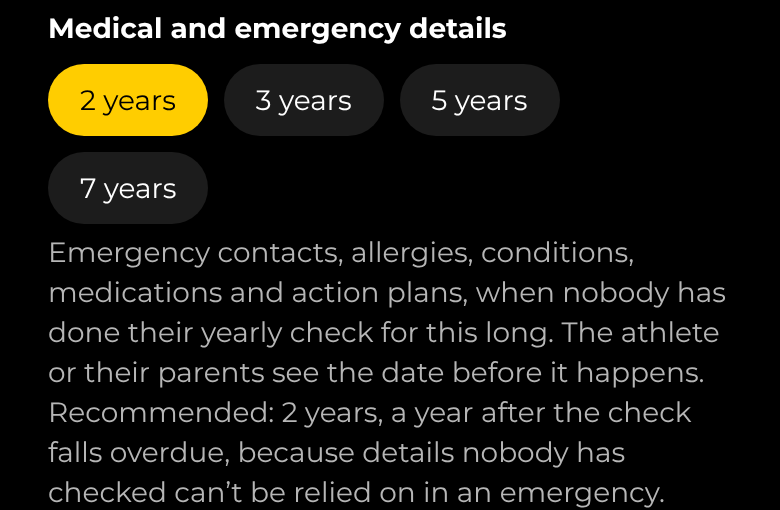 Medical and emergency details
2 years
3 years
5 years
7 years
Emergency contacts, allergies, conditions,
medications and action plans, when nobody has
done their yearly check for this long. The athlete
or their parents see the date before it happens.
Recommended: 2 years, a year after the check
falls overdue, because details nobody has
checked can’t be relied on in an emergency.